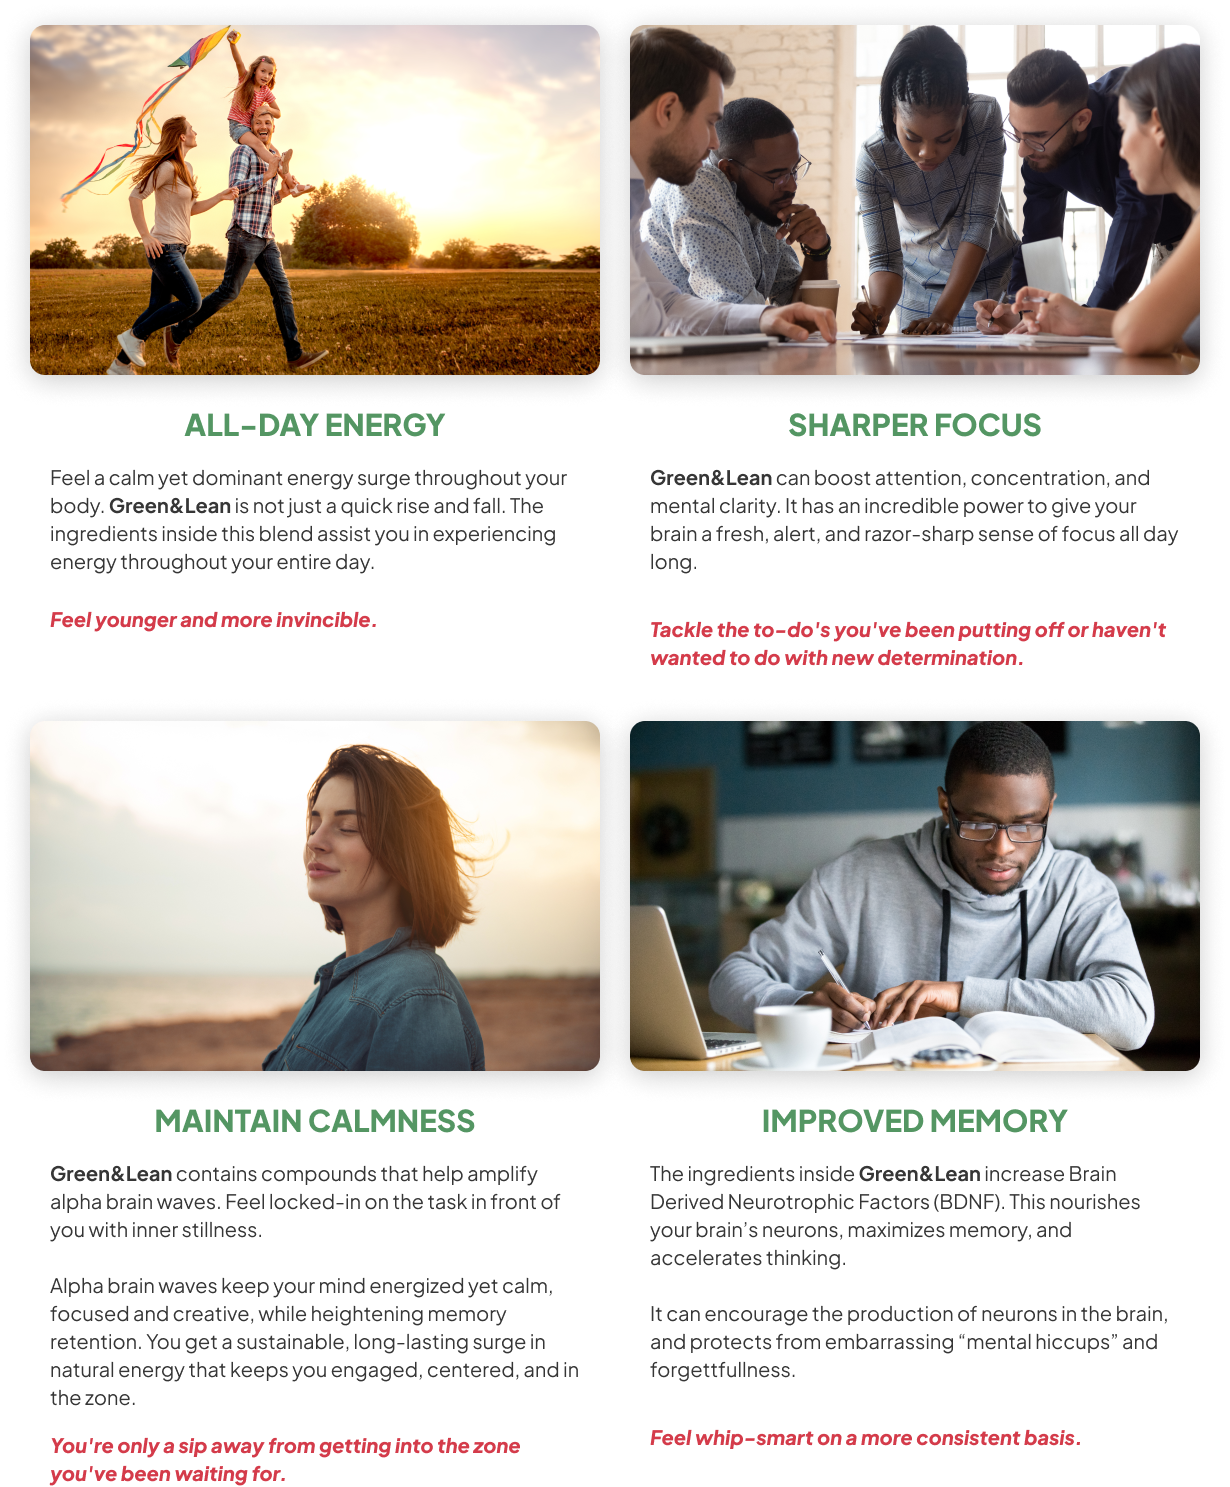 ALL-DAY ENERGY
Feel a calm yet dominant energy surge throughout your
body. Green&Lean is not just a quick rise and fall. The
ingredients inside this blend assist you in experiencing
energy throughout your entire day.
Feel younger and more invincible.
SHARPER FOCUS
Green&Lean can boost attention, concentration, and
mental clarity. It has an incredible power to give your
brain a fresh, alert, and razor-sharp sense of focus all day
long.
Tackle the to-do's you've been putting off or haven't
wanted to do with new determination.
MAINTAIN CALMNESS
Green&Lean contains compounds that help amplify
alpha brain waves. Feel locked-in on the task in front of
you with inner stillness.
Alpha brain waves keep your mind energized yet calm,
focused and creative, while heightening memory
retention. You get a sustainable, long-lasting surge in
natural energy that keeps you engaged, centered, and in
the zone.
You're only a sip away from getting into the zone
you've been waiting for.
IMPROVED MEMORY
The ingredients inside Green&Lean increase Brain
Derived Neurotrophic Factors (BDNF). This nourishes
your brain’s neurons, maximizes memory, and
accelerates thinking.
It can encourage the production of neurons in the brain,
and protects from embarrassing “mental hiccups” and
forgettfullness.
Feel whip-smart on a more consistent basis.